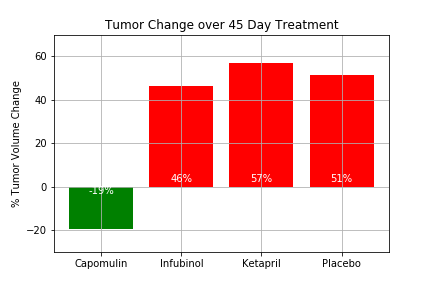 Tumor Change over 45 Day Treatment
% Tumor Volume Change
60
40
20
0
−20
-19%
46%
57%
51%
Capomulin
Infubinol
Ketapril
Placebo